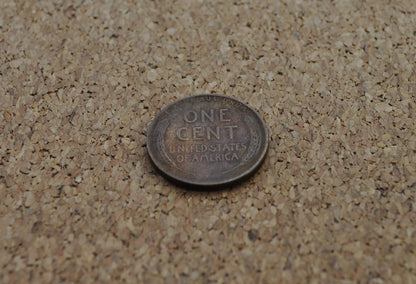 ONE
CENT
UNITED STATES
OF AMERICA